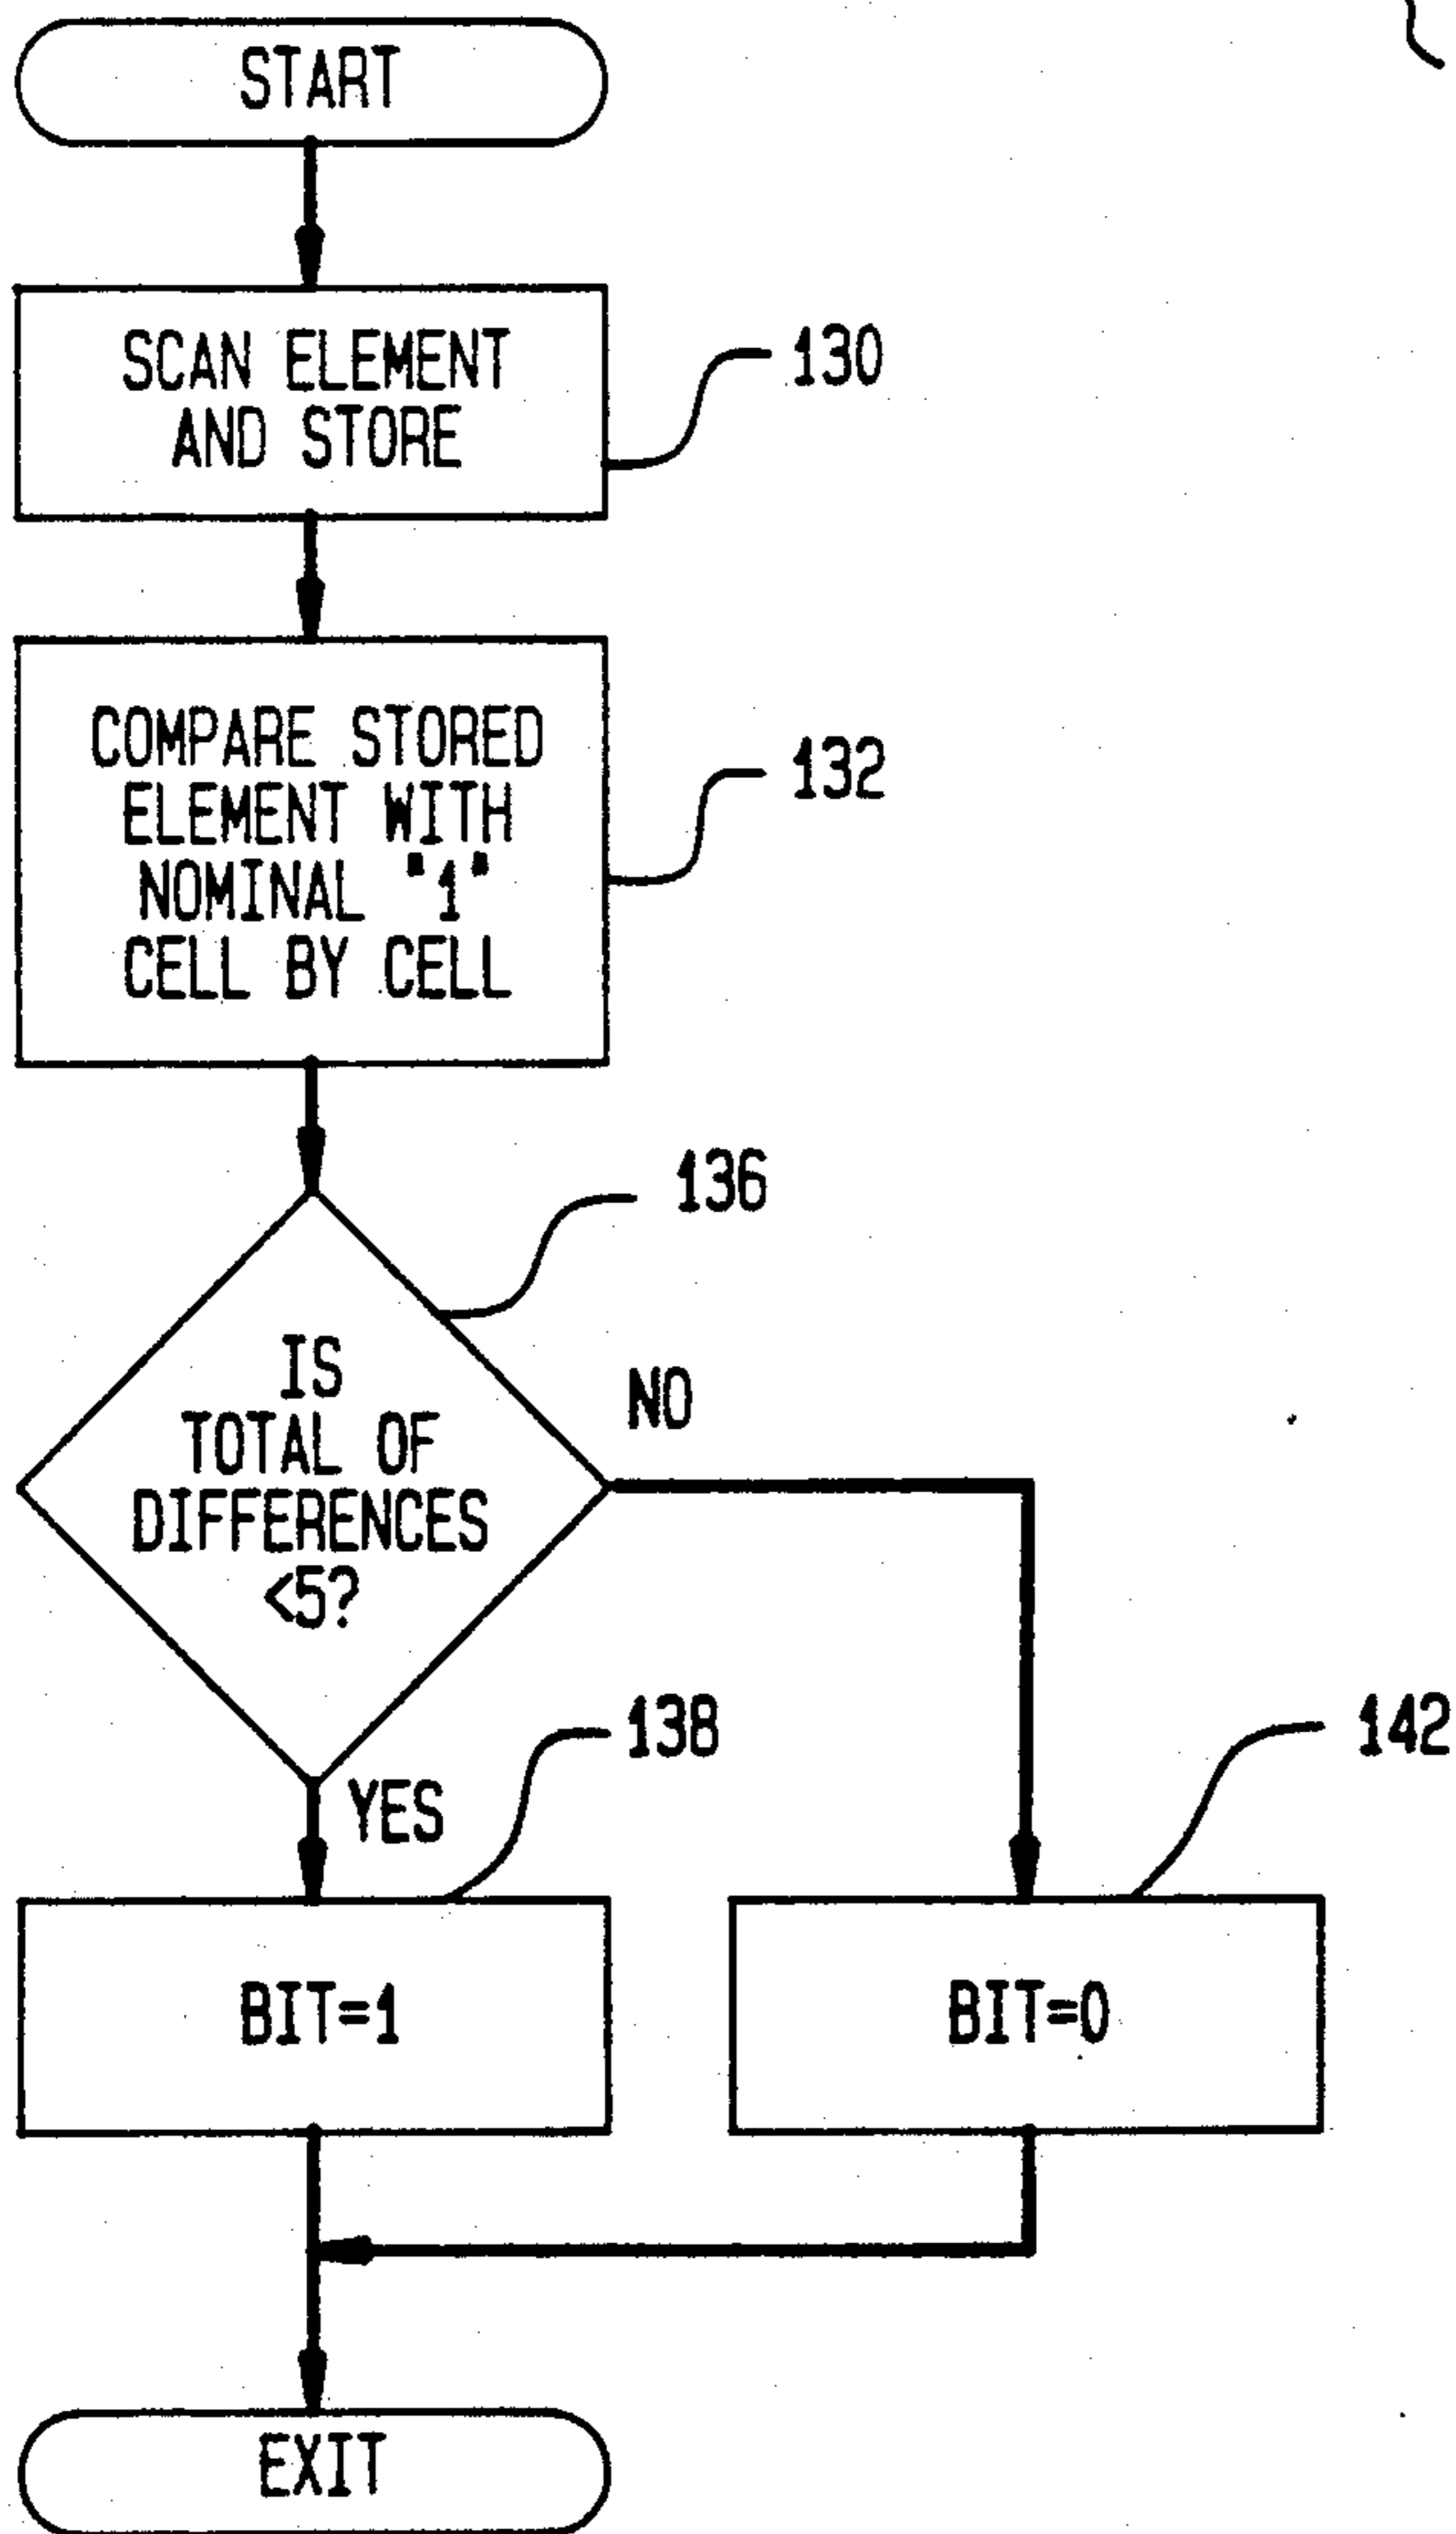 START
SCAN ELEMENT
AND STORE
130
COMPARE STORED
ELEMENT WITH
NOMINAL "1"
CELL BY CELL
132
136
IS
TOTAL OF
DIFFERENCES
<5?
NO
YES
138
142
BIT=1
BIT=0
EXIT